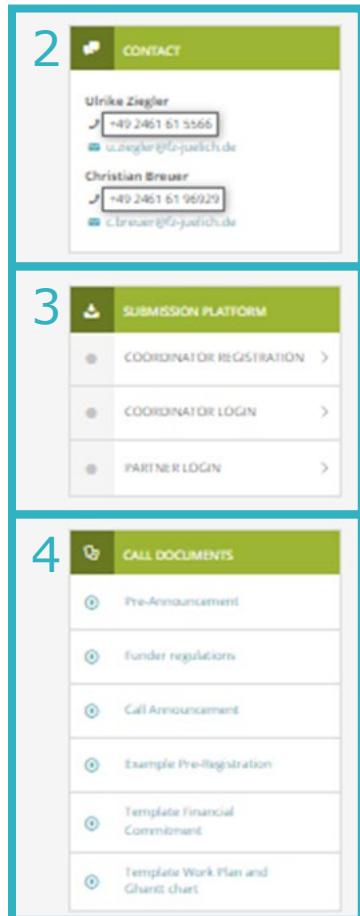 2
CONTACT
Ulrike Ziegler
+49 2461 61 5566
u.ziegler@fz-juelich.de
Christian Breuer
+49 2461 61 96929
c.breuer@fz-juelich.de
3
SUBMISSION PLATFORM
COORDINATOR REGISTRATION
COORDINATOR LOGIN
PARTNER LOGIN
4
CALL DOCUMENTS
Pre-Announcement
Funder regulations
Call Announcement
Example Pre-Registration
Template Financial
Commitment
Template Work Plan and
Ghantt chart